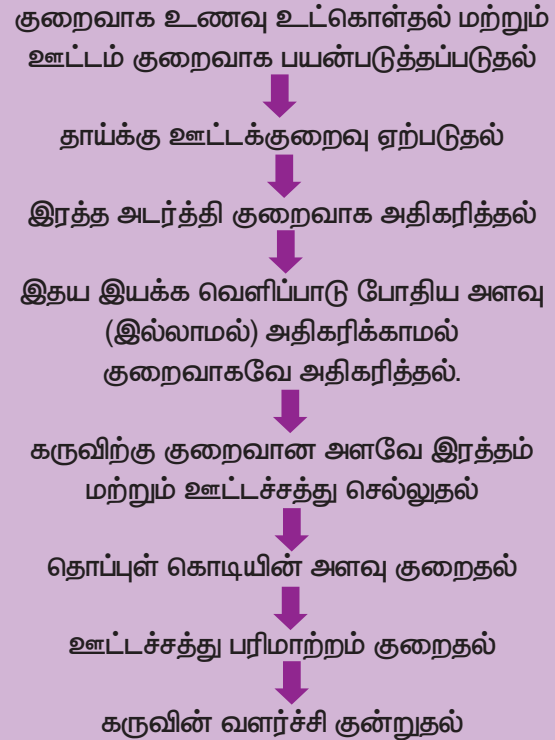 குறைவாக உணவு உட்கொள்தல் மற்றும்
ஊட்டம் குறைவாக பயன்படுத்தப்படுதல்
தாய்க்கு ஊட்டக்குறைவு ஏற்படுதல்
இரத்த அடர்த்தி குறைவாக அதிகரித்தல்
இதய இயக்க வெளிப்பாடு போதிய அளவு
(இல்லாமல்) அதிகரிக்காமல்
குறைவாகவே அதிகரித்தல்.
கருவிற்கு குறைவான அளவே இரத்தம்
மற்றும் ஊட்டச்சத்து செல்லுதல்
தொப்புள் கொடியின் அளவு குறைதல்
ஊட்டச்சத்து பரிமாற்றம் குறைதல்
கருவின் வளர்ச்சி குன்றுதல்